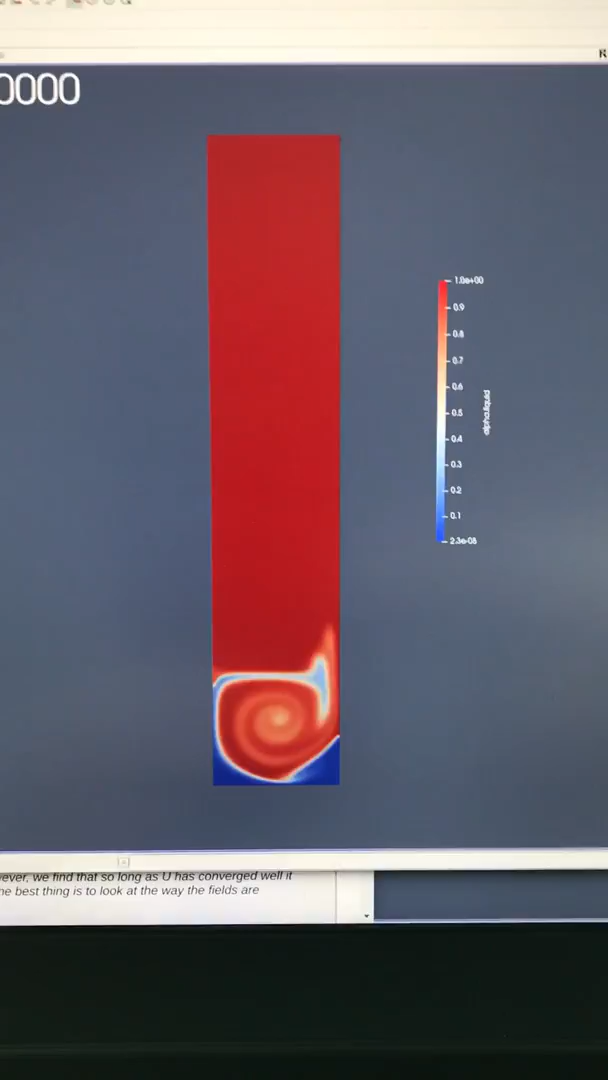 R
0000
1.0e+00
0.9
0.8
0.7
0.6
0.5
0.4
0.3
0.2
0.1
2.3e-08
alpha.liquid
ever, we find that so long as U has converged well it
he best thing is to look at the way the fields are